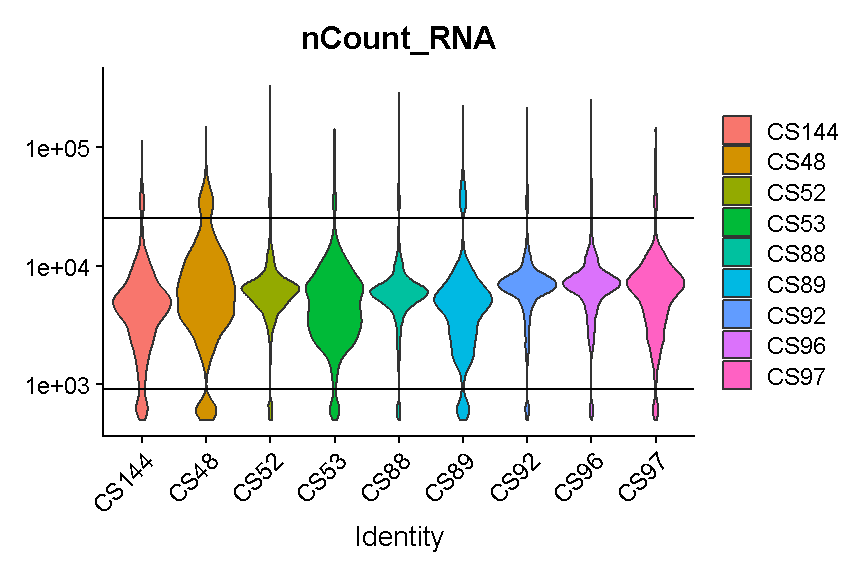 nCount_RNA
1e+05
1e+04
1e+03
CS144
CS48
CS52
CS53
CS88
CS89
CS92
CS96
CS97
Identity
CS144
CS48
CS52
CS53
CS88
CS89
CS92
CS96
CS97